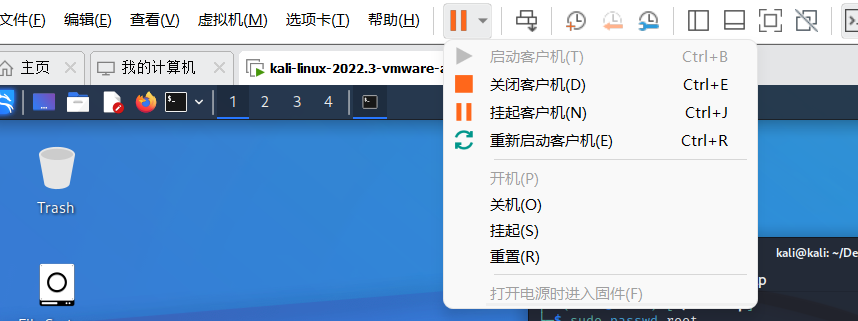 文件(F) 编辑(E) 查看(V) 虚拟机(M) 选项卡(T) 帮助(H)
主页 我的计算机 kali-linux-2022.3-vmware-a
1 2 3 4
启动客户机(T) Ctrl+B
关闭客户机(D) Ctrl+E
挂起客户机(N) Ctrl+J
重新启动客户机(E) Ctrl+R
开机(P)
关机(O)
挂起(S)
重置(R)
打开电源时进入固件(F)
Trash
kali@kali: ~/De
p
$ sudo passwd root